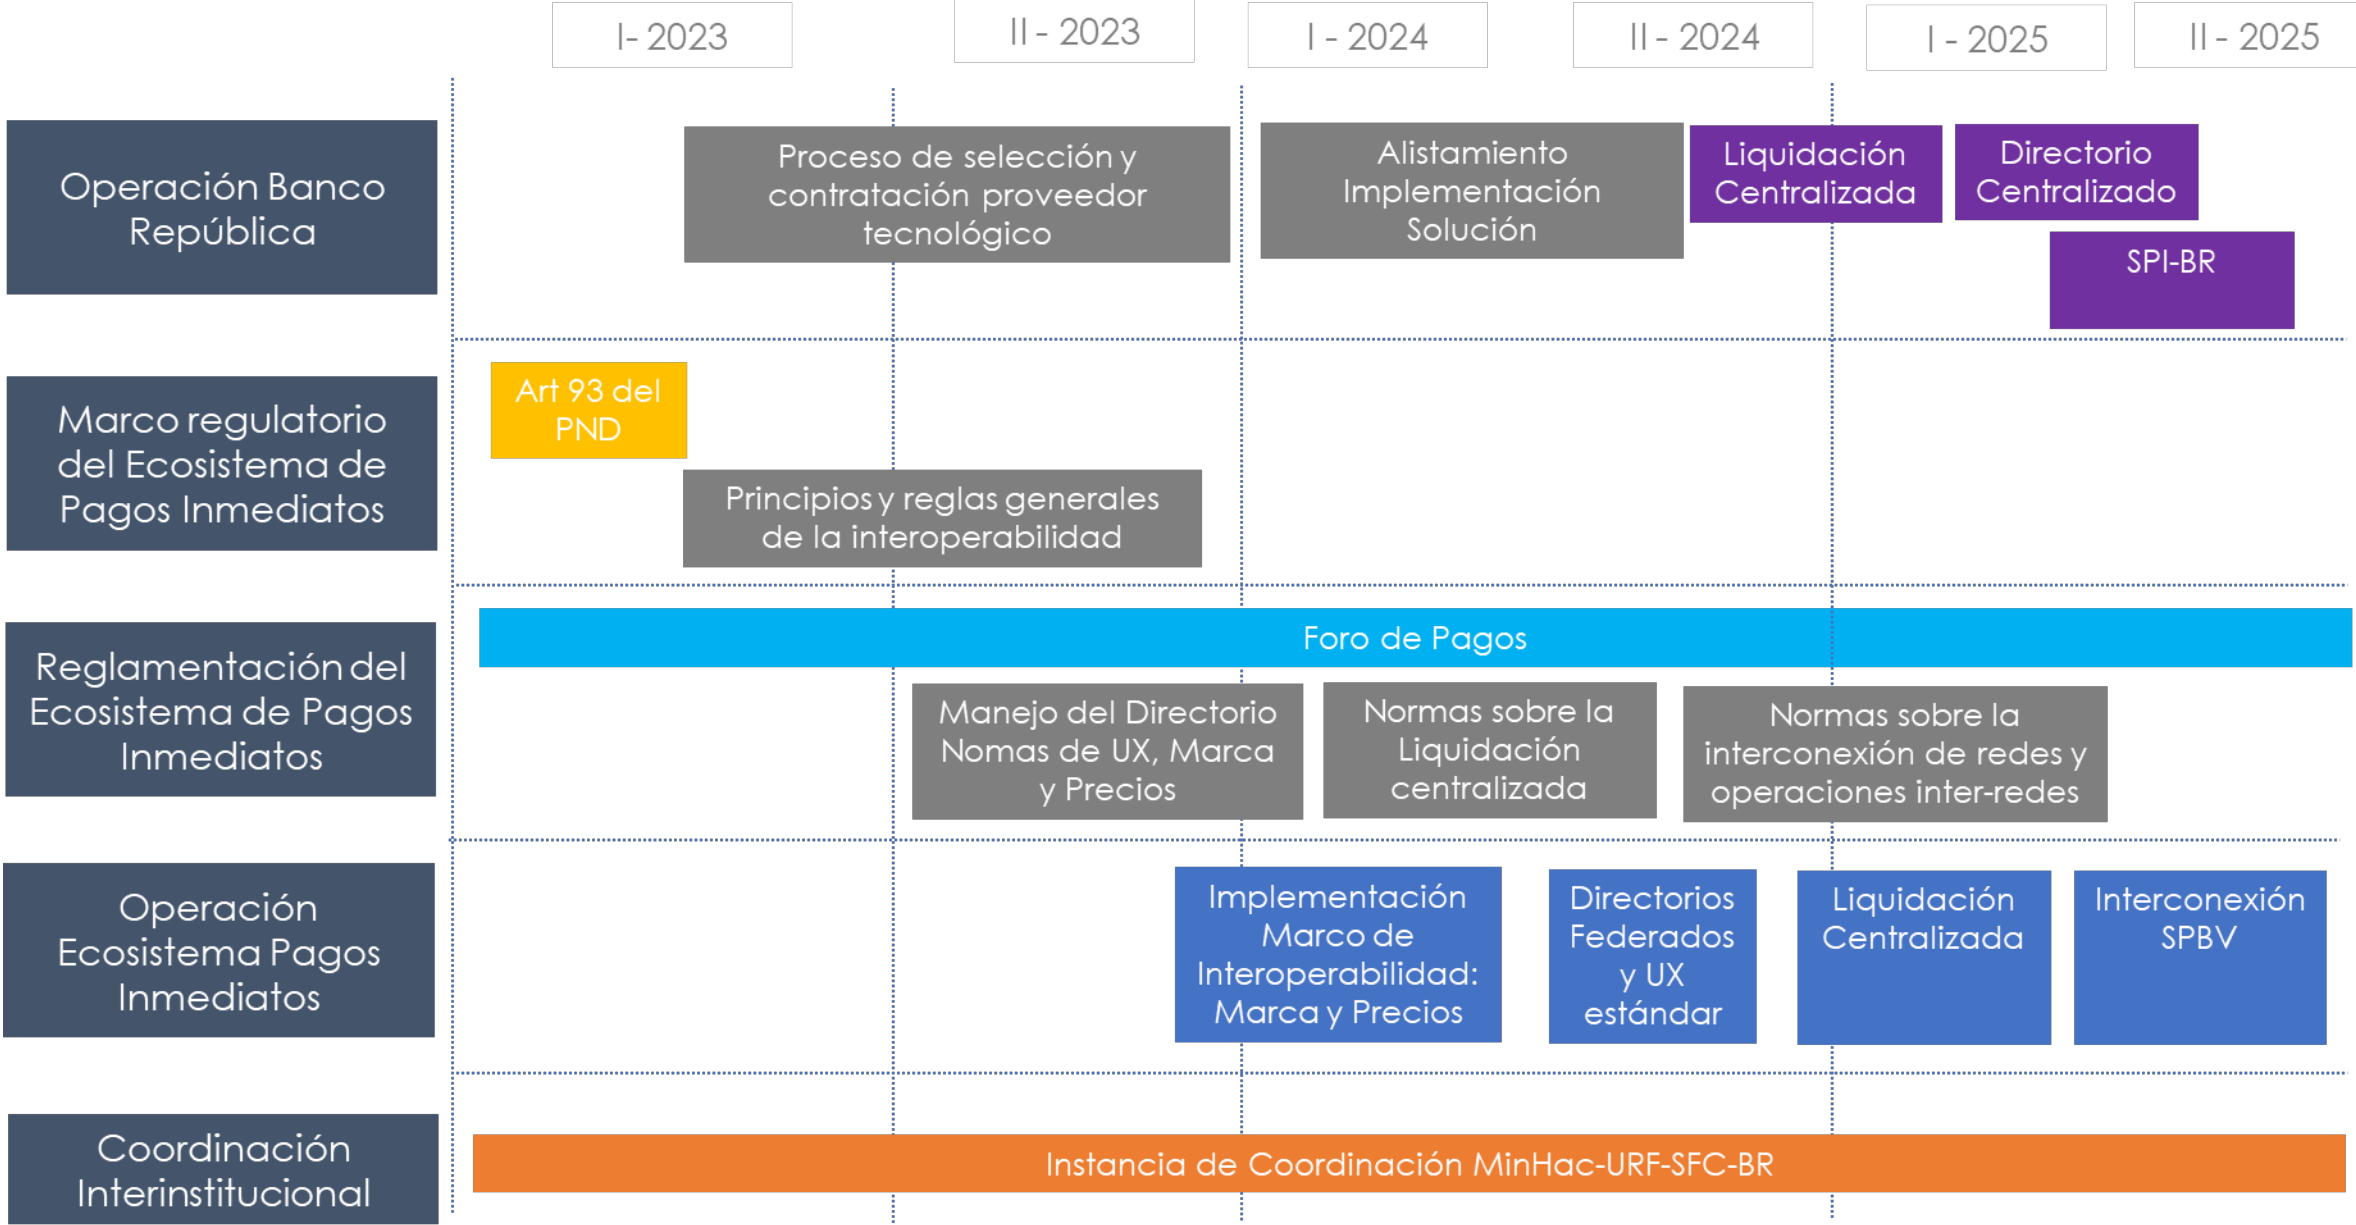 I- 2023
II - 2023
I - 2024
II - 2024
I - 2025
II - 2025
Operación Banco
República
Proceso de selección y
contratación proveedor
tecnológico
Alistamiento
Implementación
Solución
Liquidación
Centralizada
Directorio
Centralizado
SPI-BR
Marco regulatorio
del Ecosistema de
Pagos Inmediatos
Art 93 del
PND
Principios y reglas generales
de la interoperabilidad
Reglamentación del
Ecosistema de Pagos
Inmediatos
Foro de Pagos
Manejo del Directorio
Nomas de UX, Marca
y Precios
Normas sobre la
Liquidación
centralizada
Normas sobre la
interconexión de redes y
operaciones inter-redes
Operación
Ecosistema Pagos
Inmediatos
Implementación
Marco de
Interoperabilidad:
Marca y Precios
Directorios
Federados
y UX
estándar
Liquidación
Centralizada
Interconexión
SPBV
Coordinación
Interinstitucional
Instancia de Coordinación MinHac-URF-SFC-BR